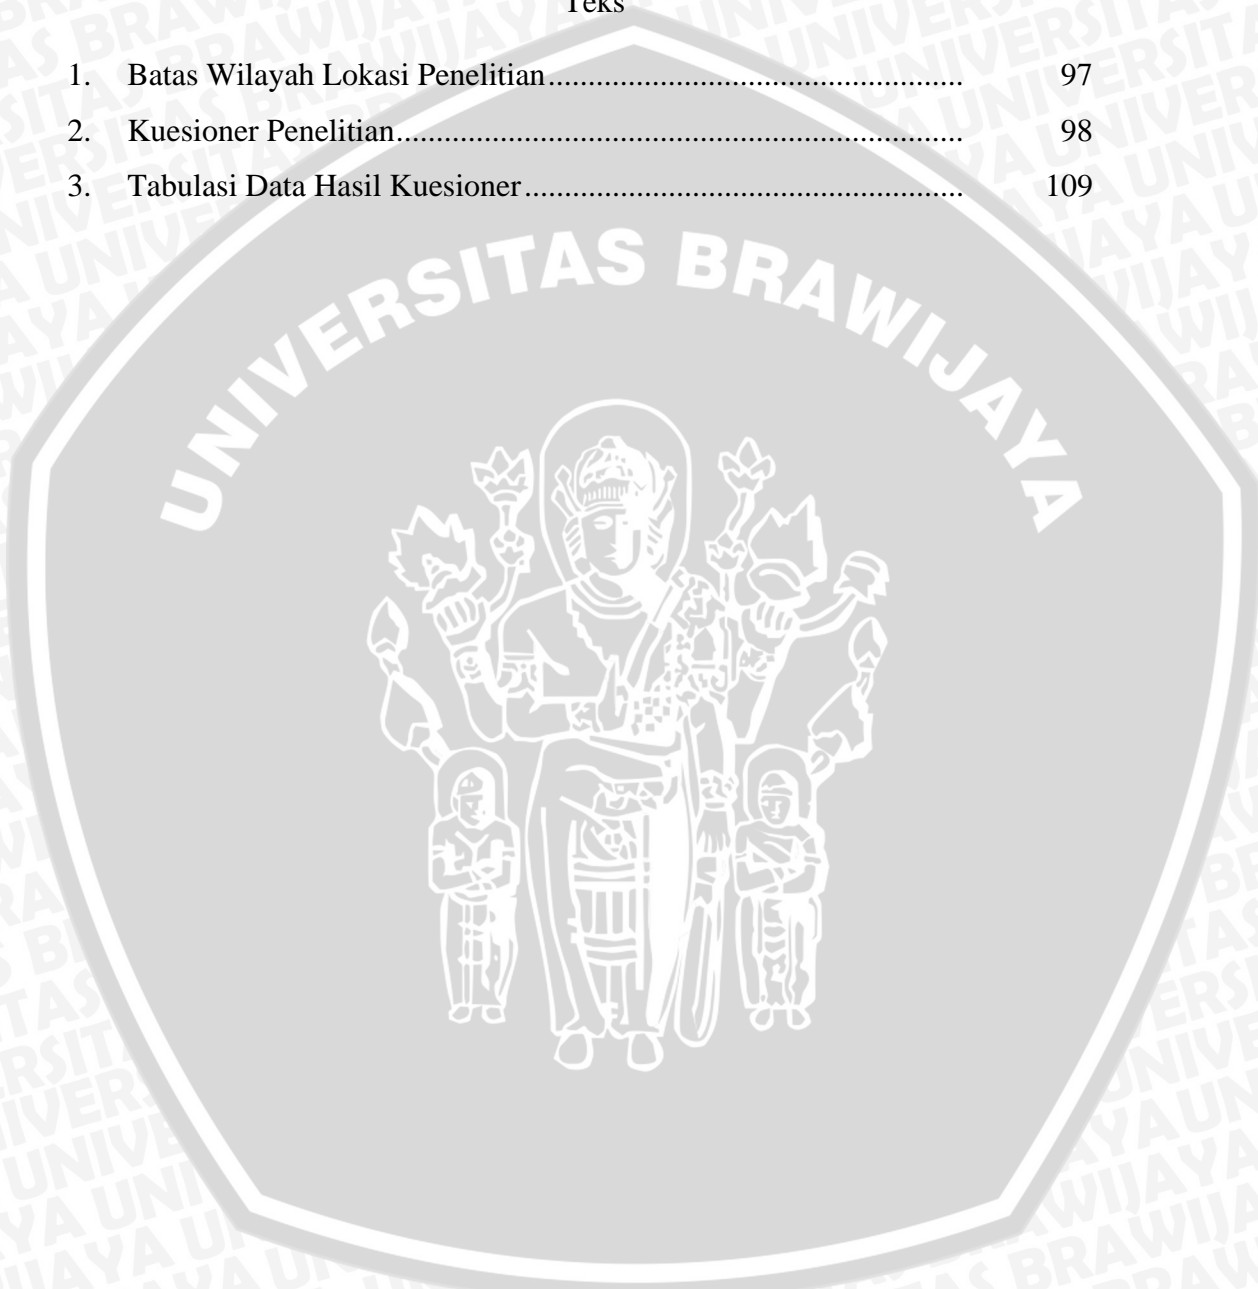 Teks
1. Batas Wilayah Lokasi Penelitian.................................................... 97
2. Kuesioner Penelitian....................................................................... 98
3. Tabulasi Data Hasil Kuesioner....................................................... 109
UNIVERSITAS BRAWIJAYA